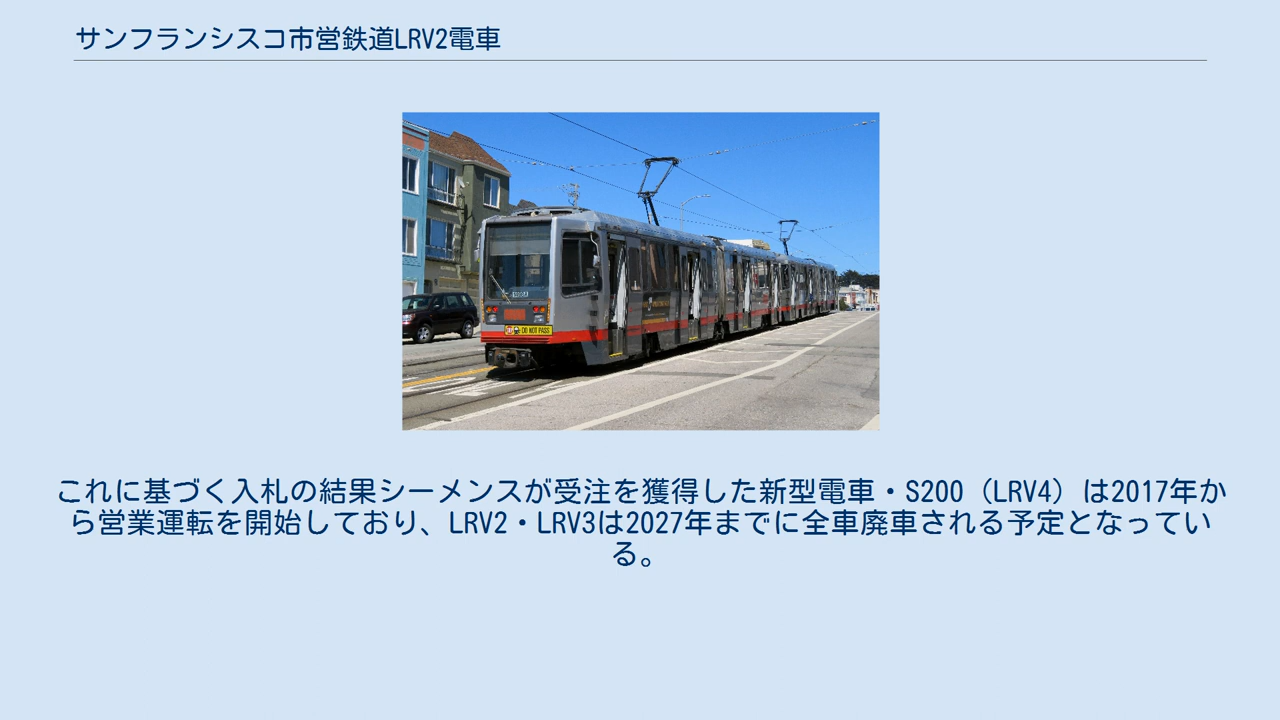 サンフランシスコ市営鉄道LRV2電車
DO NOT PASS
これに基づく入札の結果シーメンスが受注を獲得した新型電車・S200（LRV4）は2017年か
ら営業運転を開始しており、LRV2・LRV3は2027年までに全車廃車される予定となってい
る。